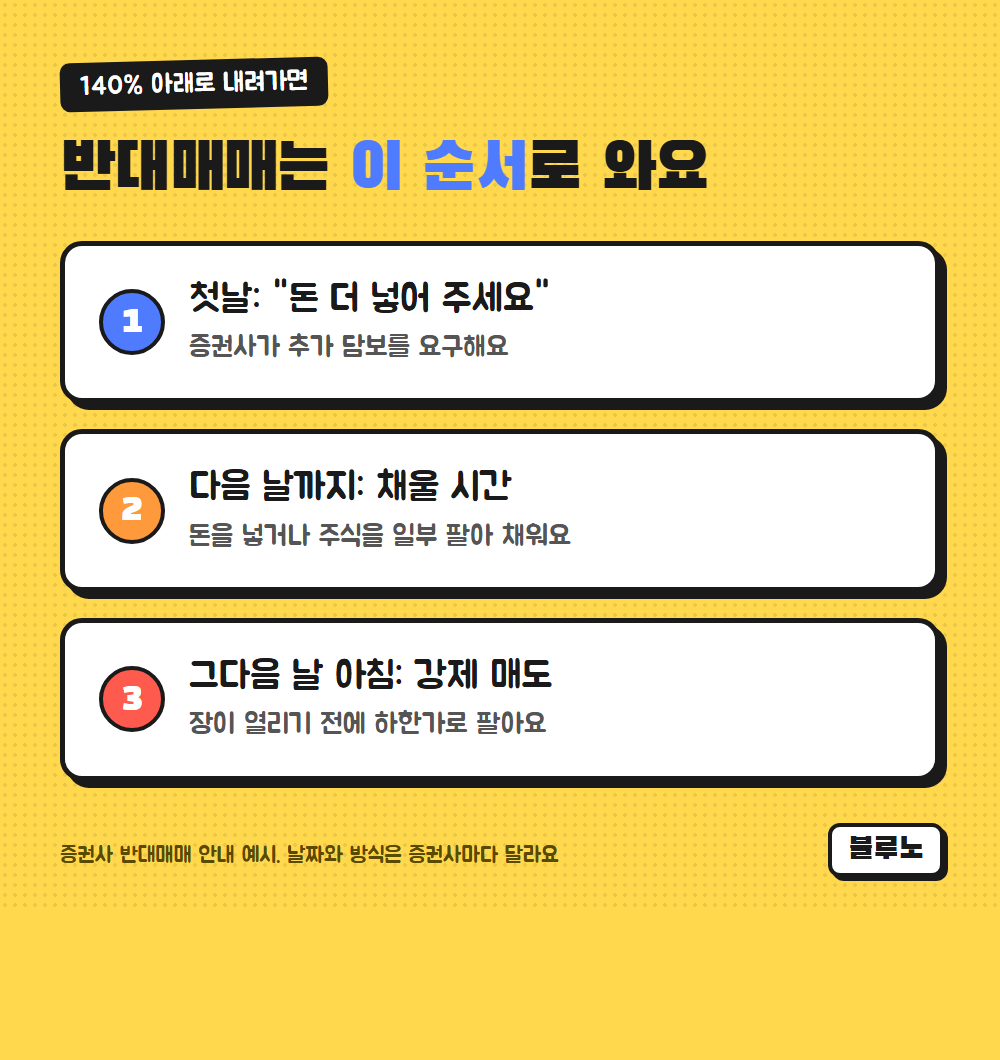 140% 아래로 내려가면
반대매매는 이 순서로 와요
1
첫날: "돈 더 넣어 주세요"
증권사가 추가 담보를 요구해요
2
다음 날까지: 채울 시간
돈을 넣거나 주식을 일부 팔아 채워요
3
그다음 날 아침: 강제 매도
장이 열리기 전에 하한가로 팔아요
증권사 반대매매 안내 예시. 날짜와 방식은 증권사마다 달라요
블루노